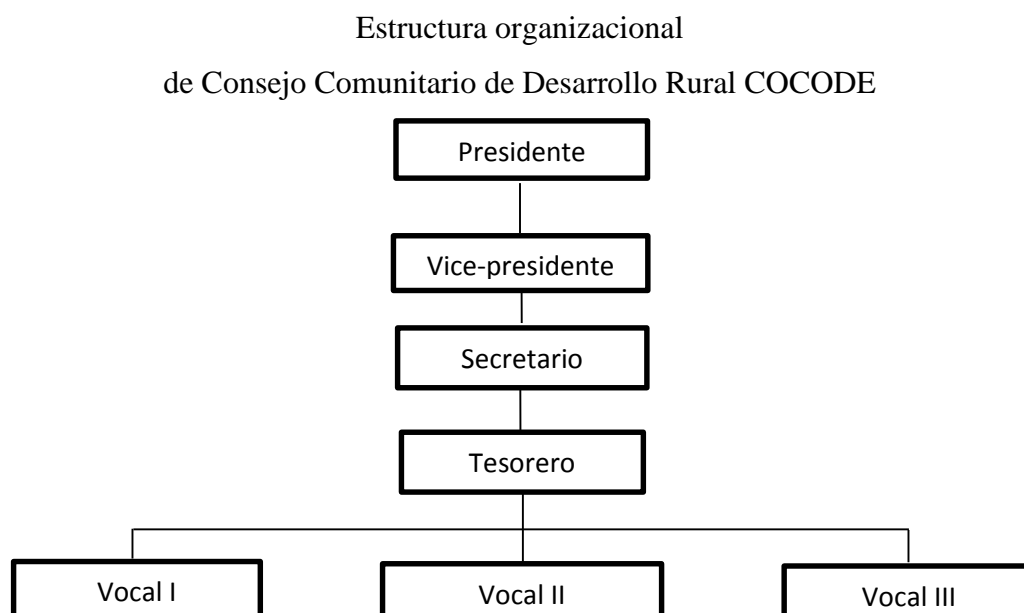 Estructura organizacional
de Consejo Comunitario de Desarrollo Rural COCODE
Presidente
Vice-presidente
Secretario
Tesorero
Vocal I
Vocal II
Vocal III